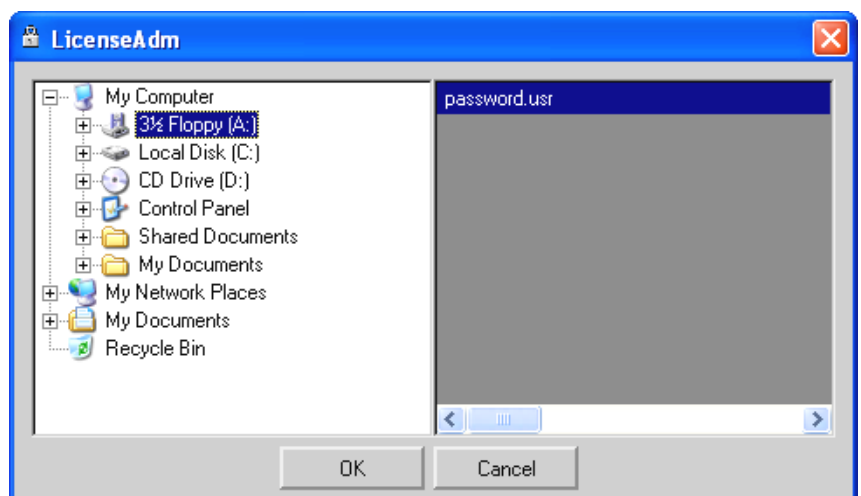 LicenseAdm
My Computer
3½ Floppy (A:)
Local Disk (C:)
CD Drive (D:)
Control Panel
Shared Documents
My Documents
My Network Places
My Documents
Recycle Bin
password.usr
OK
Cancel